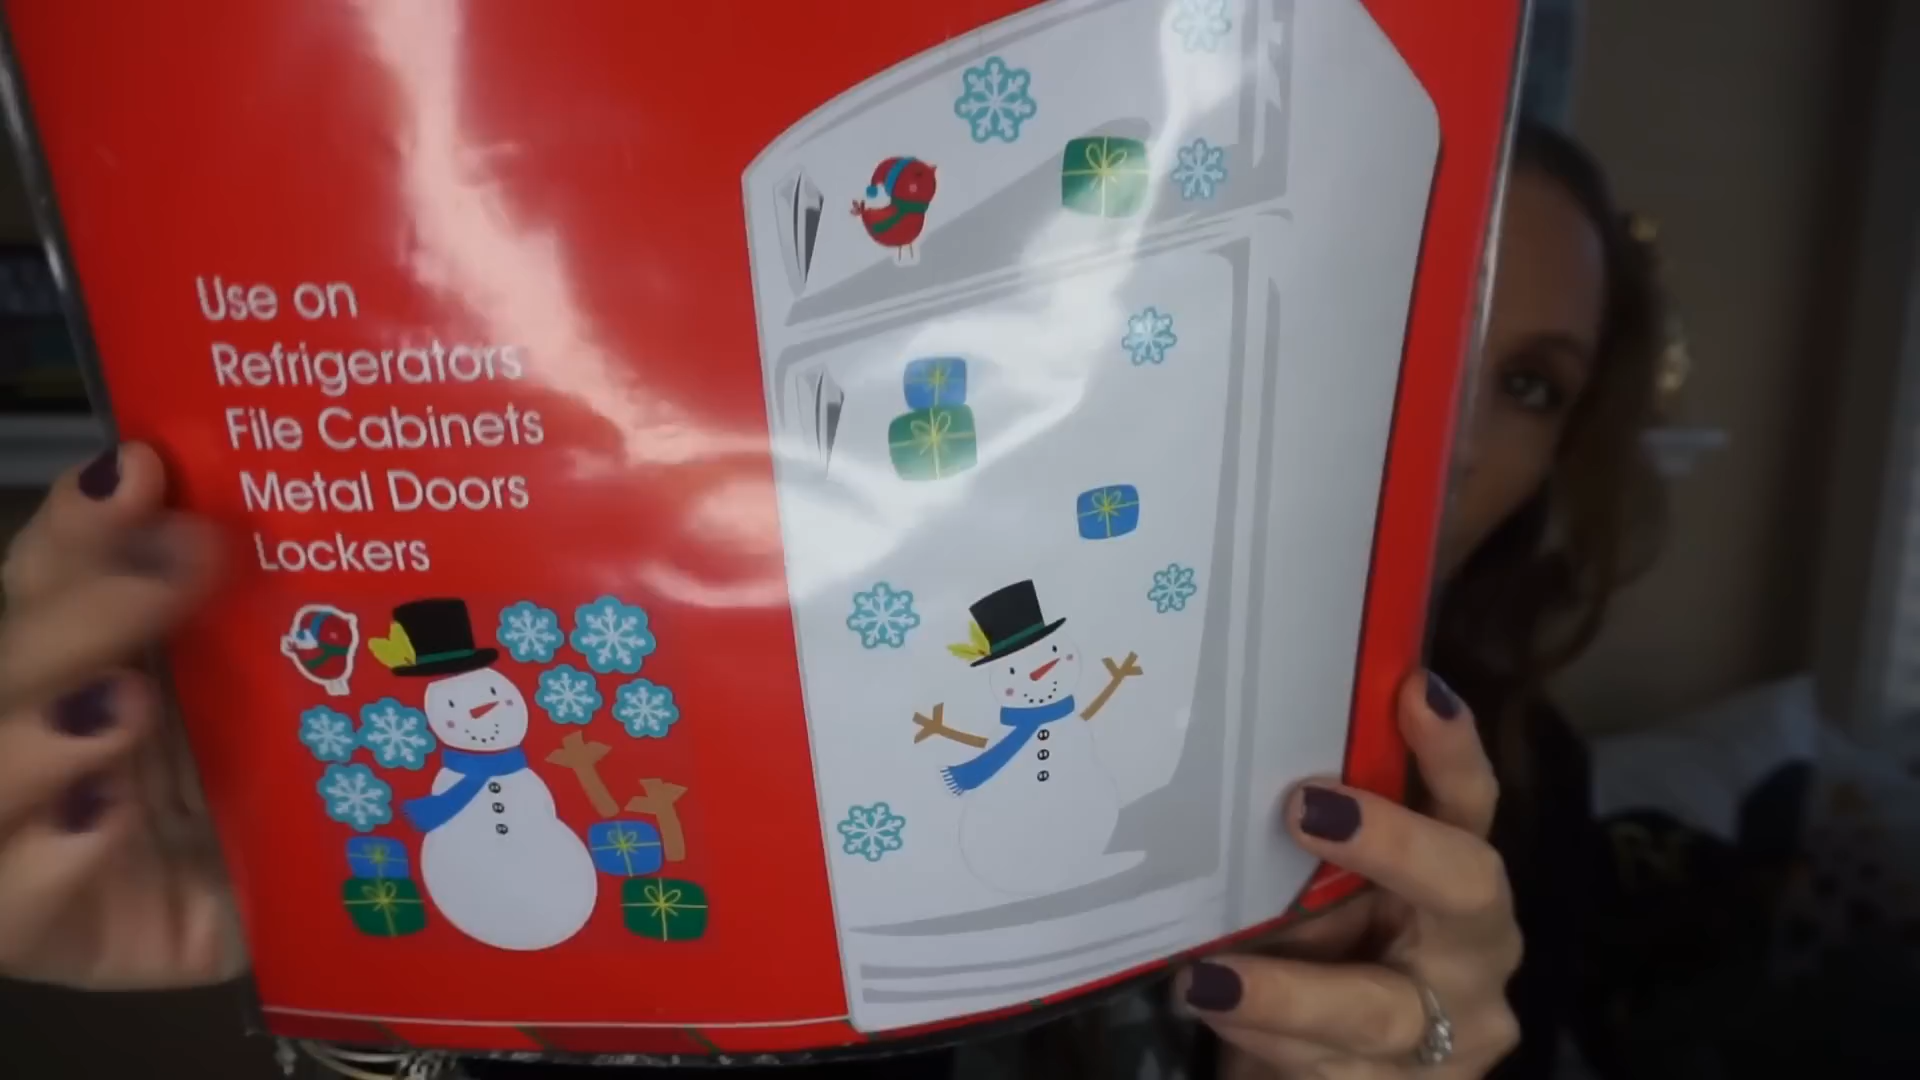 Use on
Refrigerators
File Cabinets
Metal Doors
Lockers